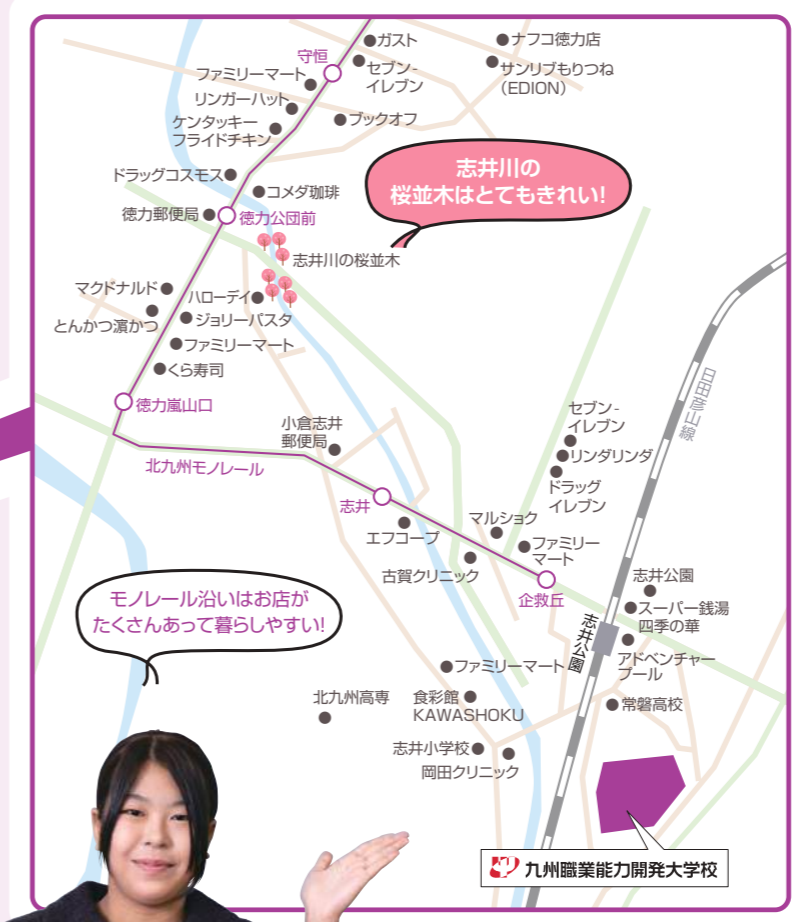 ガスト
ナフコ徳力店
守恒
セブン-
イレブン
サンリブもりつね
（EDION）
ファミリーマート
リンガーハット
ケンタッキー
フライドチキン
ブックオフ
志井川の
桜並木はとてもきれい!
ドラッグコスモス
コメダ珈琲
徳力郵便局
徳力公団前
志井川の桜並木
マクドナルド
ハローデイ
とんかつ濵かつ
ジョリーパスタ
ファミリーマート
くら寿司
日田彦山線
徳力嵐山口
小倉志井
郵便局
セブン-
イレブン
リンダリンダ
ドラッグ
イレブン
北九州モノレール
志井
エフコープ
マルショク
ファミリー
マート
古賀クリニック
企救丘
志井公園
志井公園
スーパー銭湯
四季の華
アドベンチャー
プール
モノレール沿いはお店が
たくさんあって暮らしやすい!
ファミリーマート
北九州高専
食彩館
KAWASHOKU
常磐高校
志井小学校
岡田クリニック
九州職業能力開発大学校